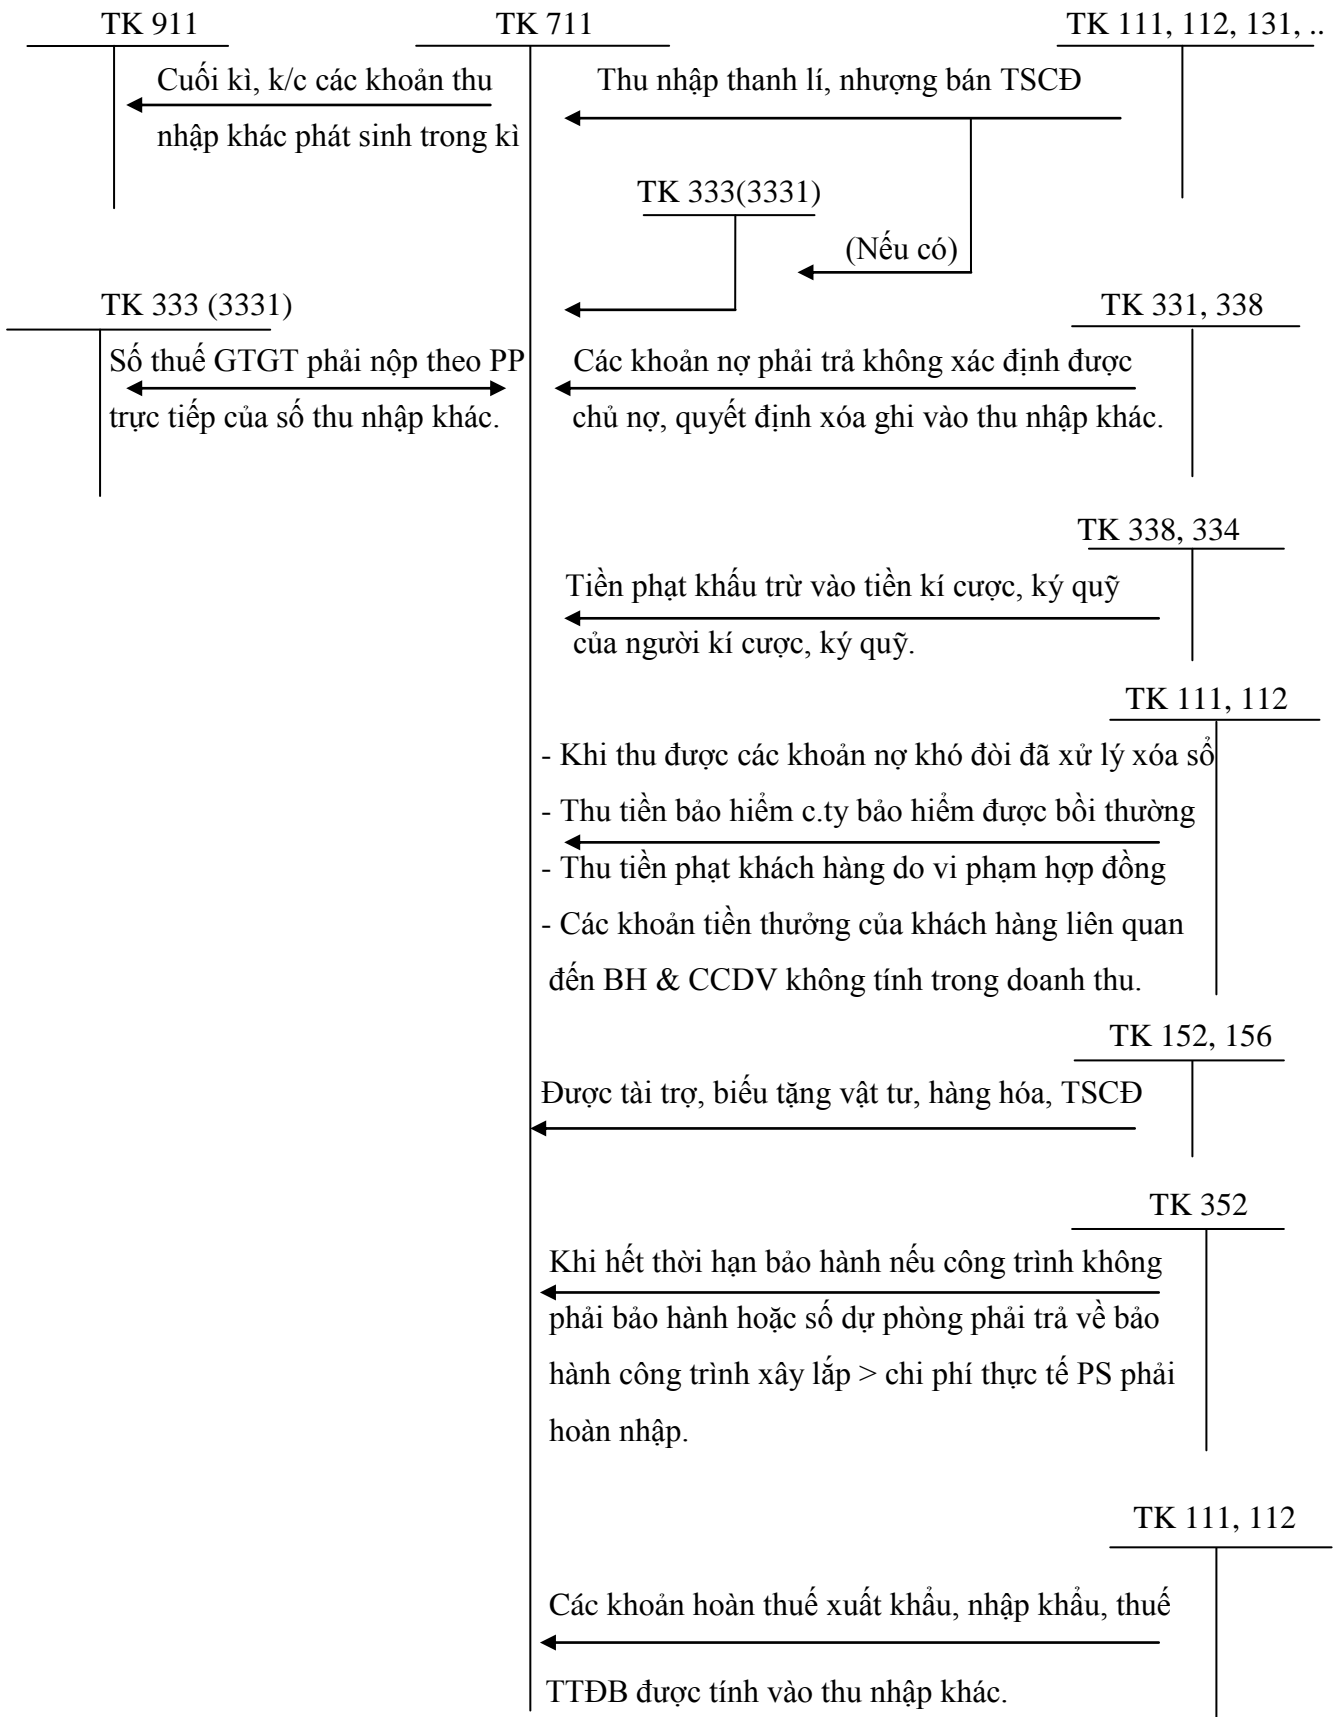 TK 911
TK 711
TK 111, 112, 131, ..
Cuối kì, k/c các khoản thu
nhập khác phát sinh trong kì
Thu nhập thanh lí, nhượng bán TSCĐ
TK 333(3331)
(Nếu có)
TK 333 (3331)
Số thuế GTGT phải nộp theo PP
trực tiếp của số thu nhập khác.
TK 331, 338
Các khoản nợ phải trả không xác định được
chủ nợ, quyết định xóa ghi vào thu nhập khác.
TK 338, 334
Tiền phạt khấu trừ vào tiền kí cược, ký quỹ
của người kí cược, ký quỹ.
TK 111, 112
- Khi thu được các khoản nợ khó đòi đã xử lý xóa sổ
- Thu tiền bảo hiểm c.ty bảo hiểm được bồi thường
- Thu tiền phạt khách hàng do vi phạm hợp đồng
- Các khoản tiền thưởng của khách hàng liên quan
đến BH & CCDV không tính trong doanh thu.
TK 152, 156
Được tài trợ, biếu tặng vật tư, hàng hóa, TSCĐ
TK 352
Khi hết thời hạn bảo hành nếu công trình không
phải bảo hành hoặc số dự phòng phải trả về bảo
hành công trình xây lắp > chi phí thực tế PS phải
hoàn nhập.
TK 111, 112
Các khoản hoàn thuế xuất khẩu, nhập khẩu, thuế
TTĐB được tính vào thu nhập khác.